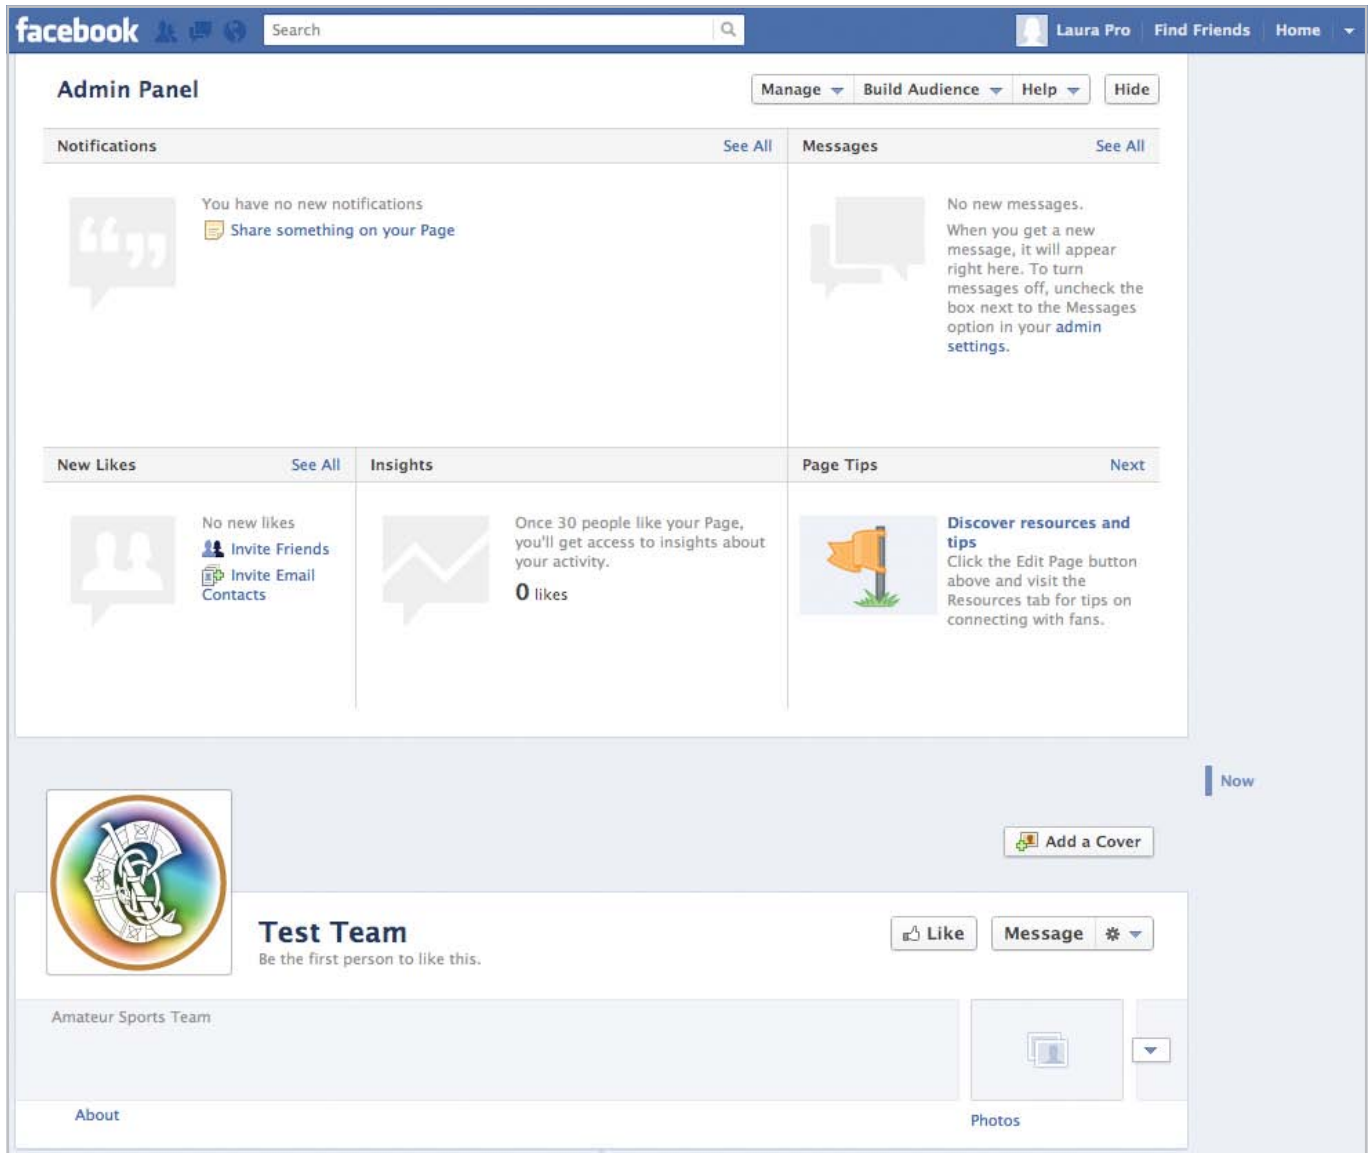 facebook Search Laura Pro Find Friends Home
Admin Panel Manage Build Audience Help Hide
Notifications See All
You have no new notifications
Share something on your Page
Messages See All
No new messages.
When you get a new
message, it will appear
right here. To turn
messages off, uncheck the
box next to the Messages
option in your admin
settings.
New Likes See All
No new likes
Invite Friends
Invite Email
Contacts
Insights
Once 30 people like your Page,
you'll get access to insights about
your activity.
0 likes
Page Tips Next
Discover resources and
tips
Click the Edit Page button
above and visit the
Resources tab for tips on
connecting with fans.
Now
Add a Cover
Test Team
Be the first person to like this.
Like Message
Amateur Sports Team
About
Photos